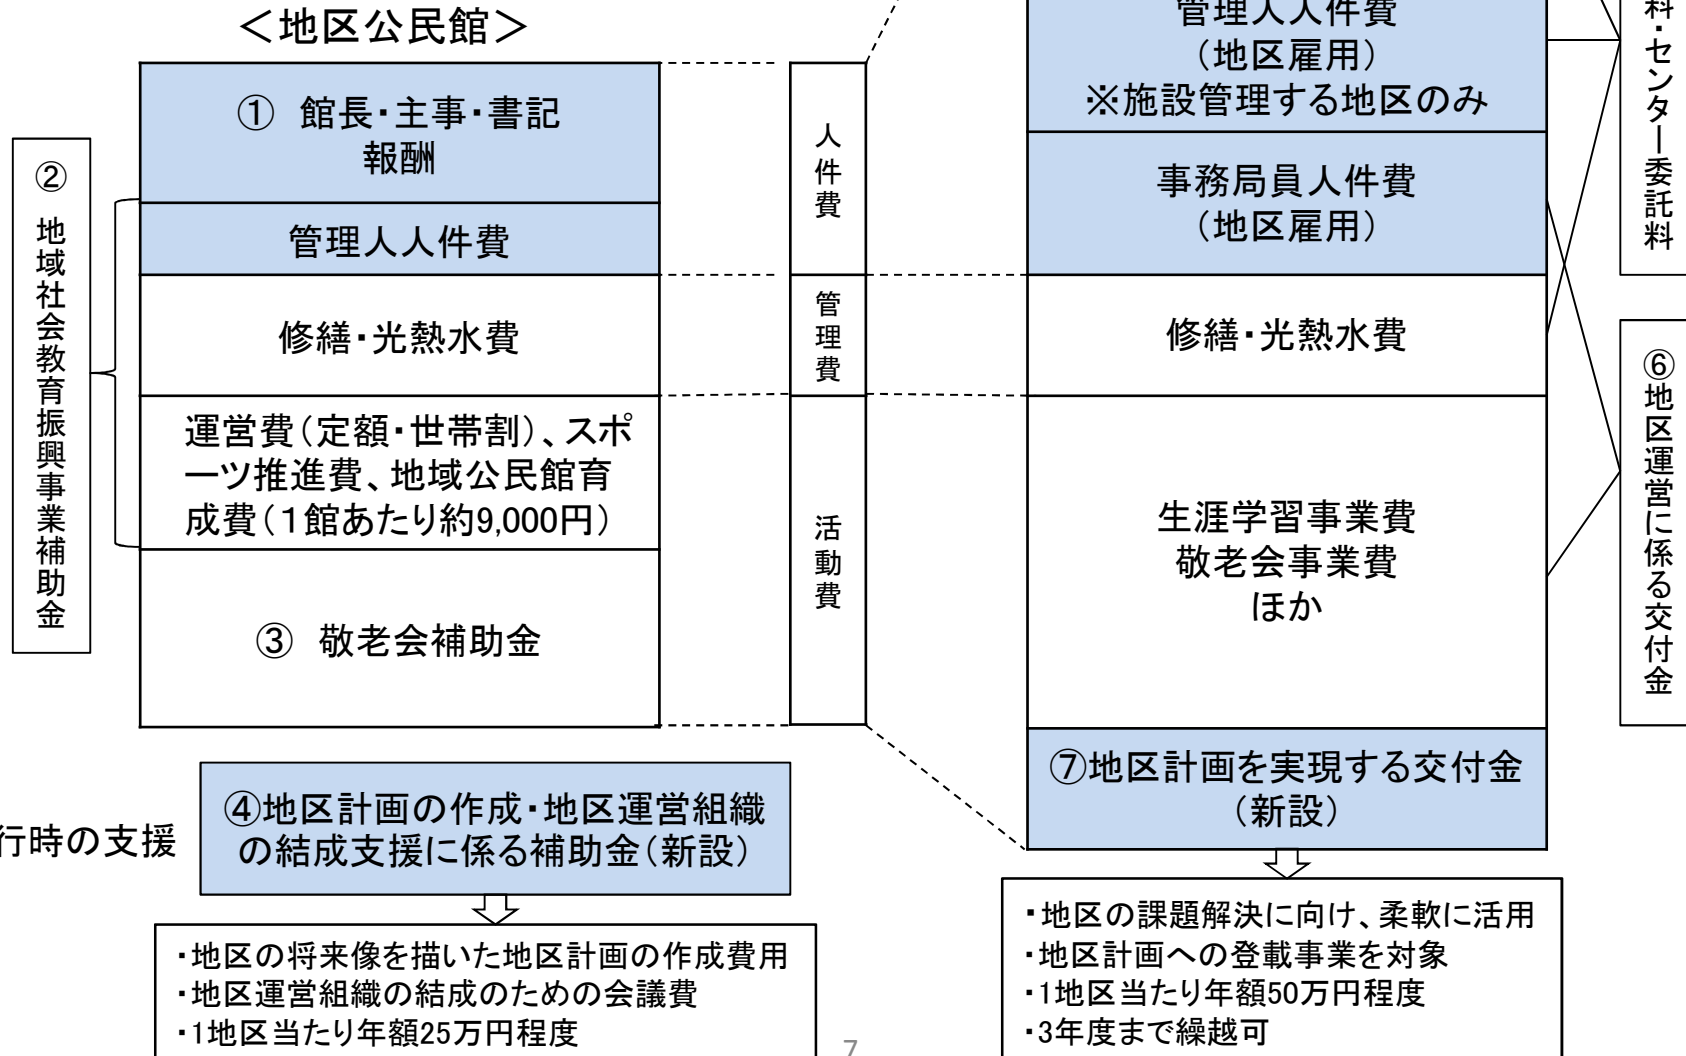 ＜地区公民館＞
① 館長・主事・書記
報酬
管理人人件費
修繕・光熱水費
運営費（定額・世帯割）、スポ
ーツ推進費、地域公民館育
成費（１館あたり約9,000円）
③ 敬老会補助金
② 地域社会教育振興事業補助金
人件費
管理費
活動費
管理人人件費
（地区雇用）
※施設管理する地区のみ
事務局員人件費
（地区雇用）
修繕・光熱水費
生涯学習事業費
敬老会事業費
ほか
⑦地区計画を実現する交付金
（新設）
料・センター委託料
⑥地区運営に係る交付金
行時の支援
④地区計画の作成・地区運営組織
の結成支援に係る補助金（新設）
・地区の将来像を描いた地区計画の作成費用
・地区運営組織の結成のための会議費
・1地区当たり年額25万円程度
・地区の課題解決に向け、柔軟に活用
・地区計画への登載事業を対象
・1地区当たり年額50万円程度
・3年度まで繰越可
7